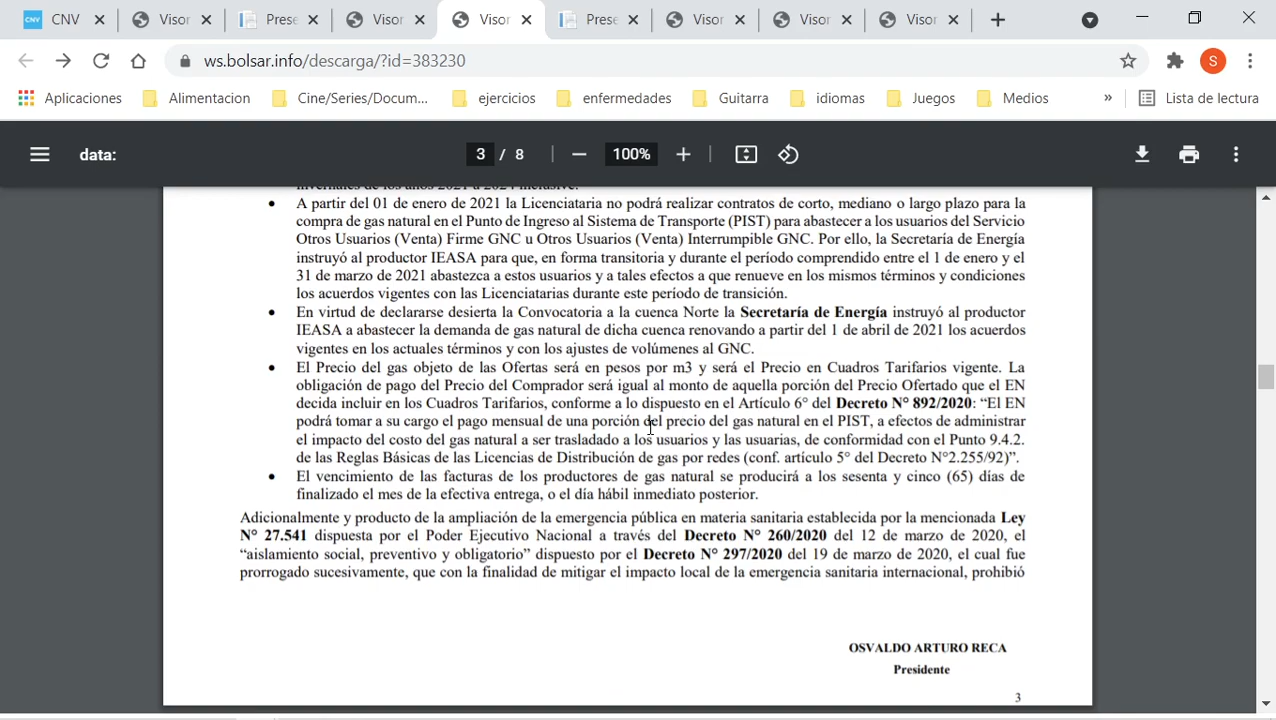 CNV
Visor
Prese
Visor
Visor
Prese
Visor
Visor
Visor
ws.bolsar.info/descarga/?id=383230
S
Aplicaciones
Alimentacion
Cine/Series/Docum...
ejercicios
enfermedades
Guitarra
idiomas
Juegos
Medios
»
Lista de lectura
data:
3 / 8
100%
invernales de los años 2021 a 2024 inclusive.
• A partir del 01 de enero de 2021 la Licenciataria no podrá realizar contratos de corto, mediano o largo plazo para la
compra de gas natural en el Punto de Ingreso al Sistema de Transporte (PIST) para abastecer a los usuarios del Servicio
Otros Usuarios (Venta) Firme GNC u Otros Usuarios (Venta) Interrumpible GNC. Por ello, la Secretaría de Energía
instruyó al productor IEASA para que, en forma transitoria y durante el período comprendido entre el 1 de enero y el
31 de marzo de 2021 abastezca a estos usuarios y a tales efectos a que renueve en los mismos términos y condiciones
los acuerdos vigentes con las Licenciatarias durante este período de transición.
• En virtud de declararse desierta la Convocatoria a la cuenca Norte la Secretaría de Energía instruyó al productor
IEASA a abastecer la demanda de gas natural de dicha cuenca renovando a partir del 1 de abril de 2021 los acuerdos
vigentes en los actuales términos y con los ajustes de volúmenes al GNC.
• El Precio del gas objeto de las Ofertas será en pesos por m3 y será el Precio en Cuadros Tarifarios vigente. La
obligación de pago del Precio del Comprador será igual al monto de aquella porción del Precio Ofertado que el EN
decida incluir en los Cuadros Tarifarios, conforme a lo dispuesto en el Artículo 6° del Decreto N° 892/2020: “El EN
podrá tomar a su cargo el pago mensual de una porción del precio del gas natural en el PIST, a efectos de administrar
el impacto del costo del gas natural a ser trasladado a los usuarios y las usuarias, de conformidad con el Punto 9.4.2.
de las Reglas Básicas de las Licencias de Distribución de gas por redes (conf. artículo 5° del Decreto N°2.255/92)”.
• El vencimiento de las facturas de los productores de gas natural se producirá a los sesenta y cinco (65) días de
finalizado el mes de la efectiva entrega, o el día hábil inmediato posterior.
Adicionalmente y producto de la ampliación de la emergencia pública en materia sanitaria establecida por la mencionada Ley
N° 27.541 dispuesta por el Poder Ejecutivo Nacional a través del Decreto N° 260/2020 del 12 de marzo de 2020, el
“aislamiento social, preventivo y obligatorio” dispuesto por el Decreto N° 297/2020 del 19 de marzo de 2020, el cual fue
prorrogado sucesivamente, que con la finalidad de mitigar el impacto local de la emergencia sanitaria internacional, prohibió
OSVALDO ARTURO RECA
Presidente
3